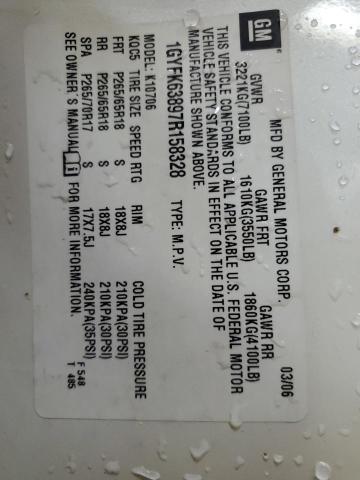 GM
MFD BY GENERAL MOTORS CORP. 03/06
GVWR GAWR FRT GAWR RR
3221KG(7100LB) 1610KG(3550LB) 1860KG(4100LB)
THIS VEHICLE CONFORMS TO ALL APPLICABLE U.S. FEDERAL MOTOR
VEHICLE SAFETY STANDARDS IN EFFECT ON THE DATE OF
MANUFACTURE SHOWN ABOVE.
1GYFK63897R158328 TYPE: M.P.V.
MODEL: K10706
KQC5 TIRE SIZE SPEED RTG RIM COLD TIRE PRESSURE
FRT P265/65R18 S 18X8J 210KPA(30PSI)
RR P265/65R18 S 18X8J 210KPA(30PSI)
SPA P265/70R17 S 17X7.5J 240KPA(35PSI)
SEE OWNER'S MANUAL i FOR MORE INFORMATION.
F 548
T 485